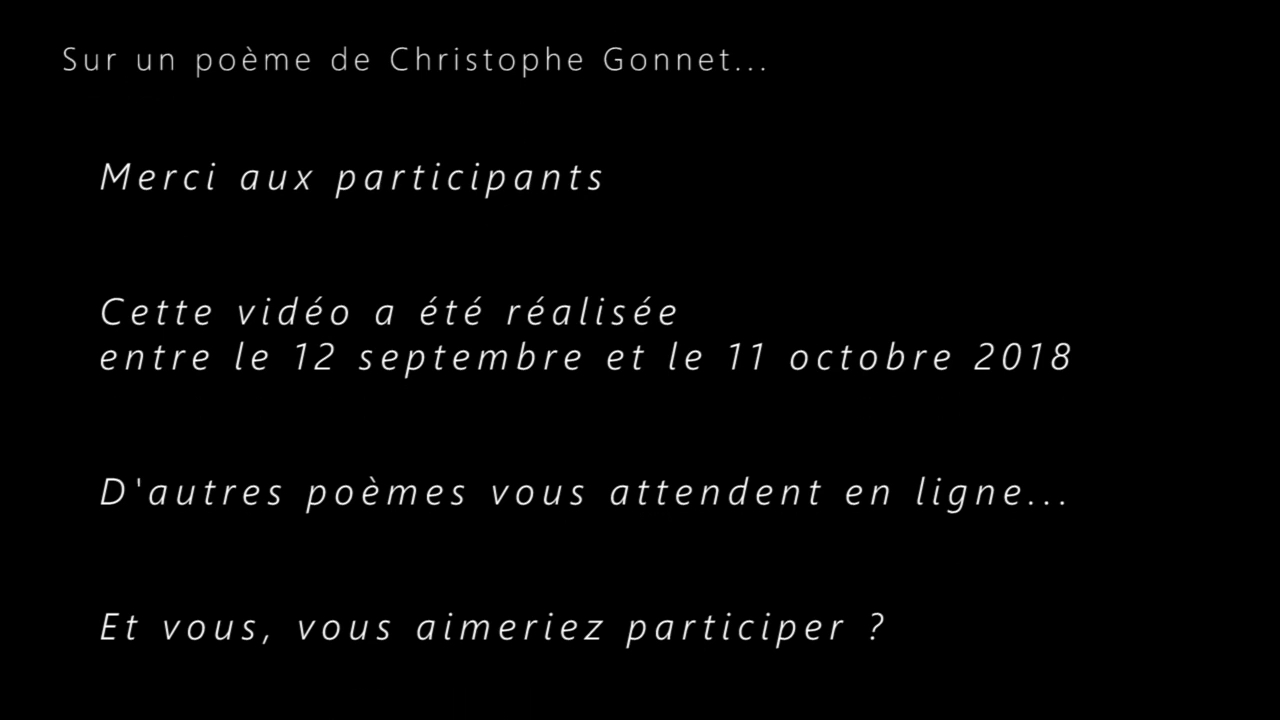 Sur un poème de Christophe Gonnet...
Merci aux participants
Cette vidéo a été réalisée
entre le 12 septembre et le 11 octobre 2018
D'autres poèmes vous attendent en ligne...
Et vous, vous aimeriez participer ?